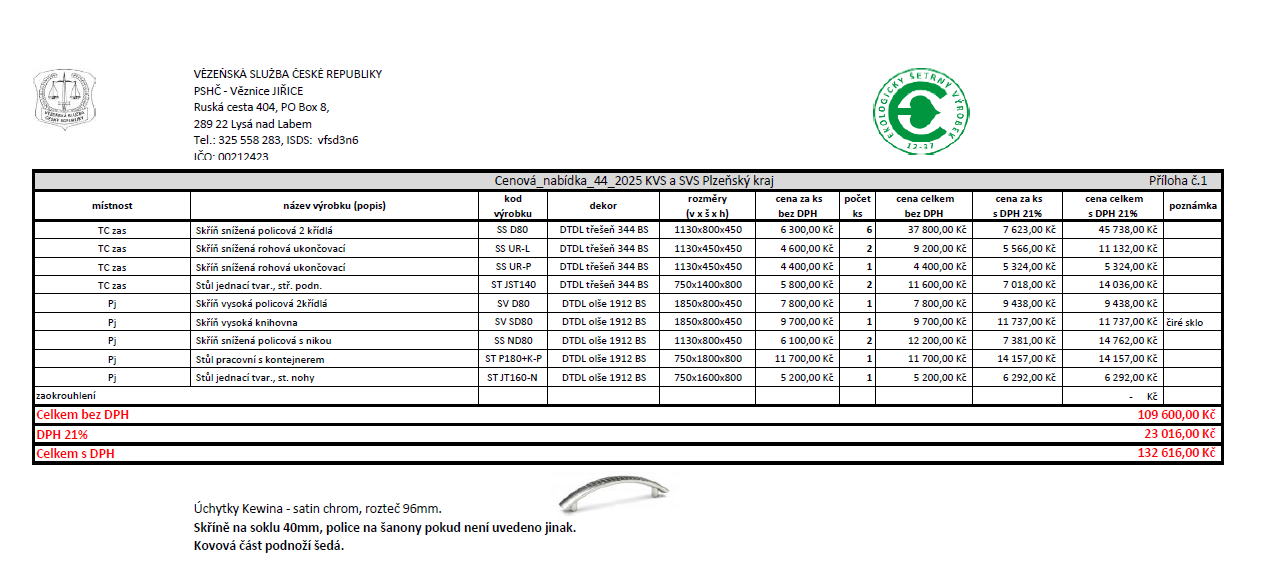 VĚZEŇSKÁ SLUŽBA ČESKÉ REPUBLIKY
PSHČ - Věznice JIŘICE
Ruská cesta 404, PO Box 8,
289 22 Lysá nad Labem
Tel.: 325 558 283, ISDS: vfsd3n6
IČO: 00212423
VĚZEŇSKÁ SLUŽBA
ČESKÉ REPUBLIKY
EKOLOGICKY ŠETRNÝ VÝROBEK
12-37
Cenová_nabídka_44_2025 KVS a SVS Plzeňský kraj Příloha č.1
místnost název výrobku (popis) kod výrobku dekor rozměry (v x š x h) cena za ks bez DPH počet ks cena celkem bez DPH cena za ks s DPH 21% cena celkem s DPH 21% poznámka
TC zas Skříň snížená policová 2 křídlá SS D80 DTDL třešeň 344 BS 1130x800x450 6 300,00 Kč 6 37 800,00 Kč 7 623,00 Kč 45 738,00 Kč
TC zas Skříň snížená rohová ukončovací SS UR-L DTDL třešeň 344 BS 1130x450x450 4 600,00 Kč 2 9 200,00 Kč 5 566,00 Kč 11 132,00 Kč
TC zas Skříň snížená rohová ukončovací SS UR-P DTDL třešeň 344 BS 1130x450x450 4 400,00 Kč 1 4 400,00 Kč 5 324,00 Kč 5 324,00 Kč
TC zas Stůl jednací tvar., stř. podn. ST JST140 DTDL třešeň 344 BS 750x1400x800 5 800,00 Kč 2 11 600,00 Kč 7 018,00 Kč 14 036,00 Kč
Pj Skříň vysoká policová 2křídlá SV D80 DTDL olše 1912 BS 1850x800x450 7 800,00 Kč 1 7 800,00 Kč 9 438,00 Kč 9 438,00 Kč
Pj Skříň vysoká knihovna SV SD80 DTDL olše 1912 BS 1850x800x450 9 700,00 Kč 1 9 700,00 Kč 11 737,00 Kč 11 737,00 Kč čiré sklo
Pj Skříň snížená policová s nikou SS ND80 DTDL olše 1912 BS 1130x800x450 6 100,00 Kč 2 12 200,00 Kč 7 381,00 Kč 14 762,00 Kč
Pj Stůl pracovní s kontejnerem ST P180+K-P DTDL olše 1912 BS 750x1800x800 11 700,00 Kč 1 11 700,00 Kč 14 157,00 Kč 14 157,00 Kč
Pj Stůl jednací tvar., st. nohy ST JT160-N DTDL olše 1912 BS 750x1600x800 5 200,00 Kč 1 5 200,00 Kč 6 292,00 Kč 6 292,00 Kč
zaokrouhlení - Kč
Celkem bez DPH 109 600,00 Kč
DPH 21% 23 016,00 Kč
Celkem s DPH 132 616,00 Kč
Úchytky Kewina - satin chrom, rozteč 96mm.
Skříně na soklu 40mm, police na šanony pokud není uvedeno jinak.
Kovová část podnoží šedá.